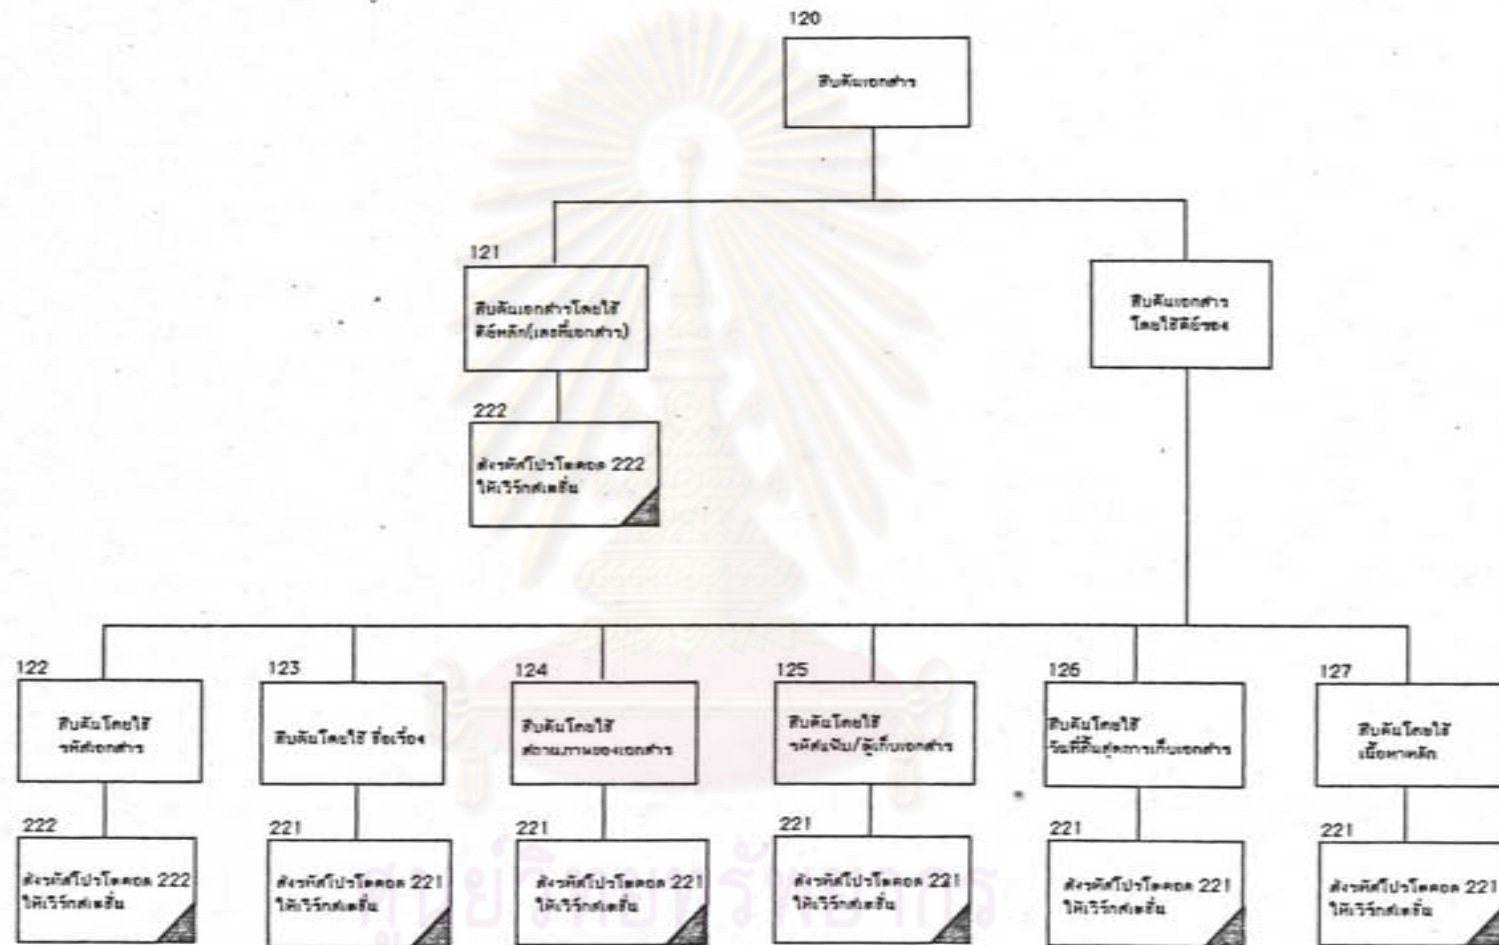 120
สืบค้นเอกสาร
121
สืบค้นเอกสารโดยใช้
คีย์หลัก(เลขที่เอกสาร)
สืบค้นเอกสาร
โดยใช้คีย์รอง
222
ส่งรหัสโปรโตคอล 222
ให้เวิร์กสเตชั่น
122
สืบค้นโดยใช้
รหัสเอกสาร
123
สืบค้นโดยใช้ ชื่อเรื่อง
124
สืบค้นโดยใช้
สถานภาพของเอกสาร
125
สืบค้นโดยใช้
รหัสแฟ้ม/ตู้เก็บเอกสาร
126
สืบค้นโดยใช้
วันที่สิ้นสุดการเก็บเอกสาร
127
สืบค้นโดยใช้
เนื้อหาหลัก
222
ส่งรหัสโปรโตคอล 222
ให้เวิร์กสเตชั่น
221
ส่งรหัสโปรโตคอล 221
ให้เวิร์กสเตชั่น
221
ส่งรหัสโปรโตคอล 221
ให้เวิร์กสเตชั่น
221
ส่งรหัสโปรโตคอล 221
ให้เวิร์กสเตชั่น
221
ส่งรหัสโปรโตคอล 221
ให้เวิร์กสเตชั่น
221
ส่งรหัสโปรโตคอล 221
ให้เวิร์กสเตชั่น
ศูนย์วิทยทรัพยากร